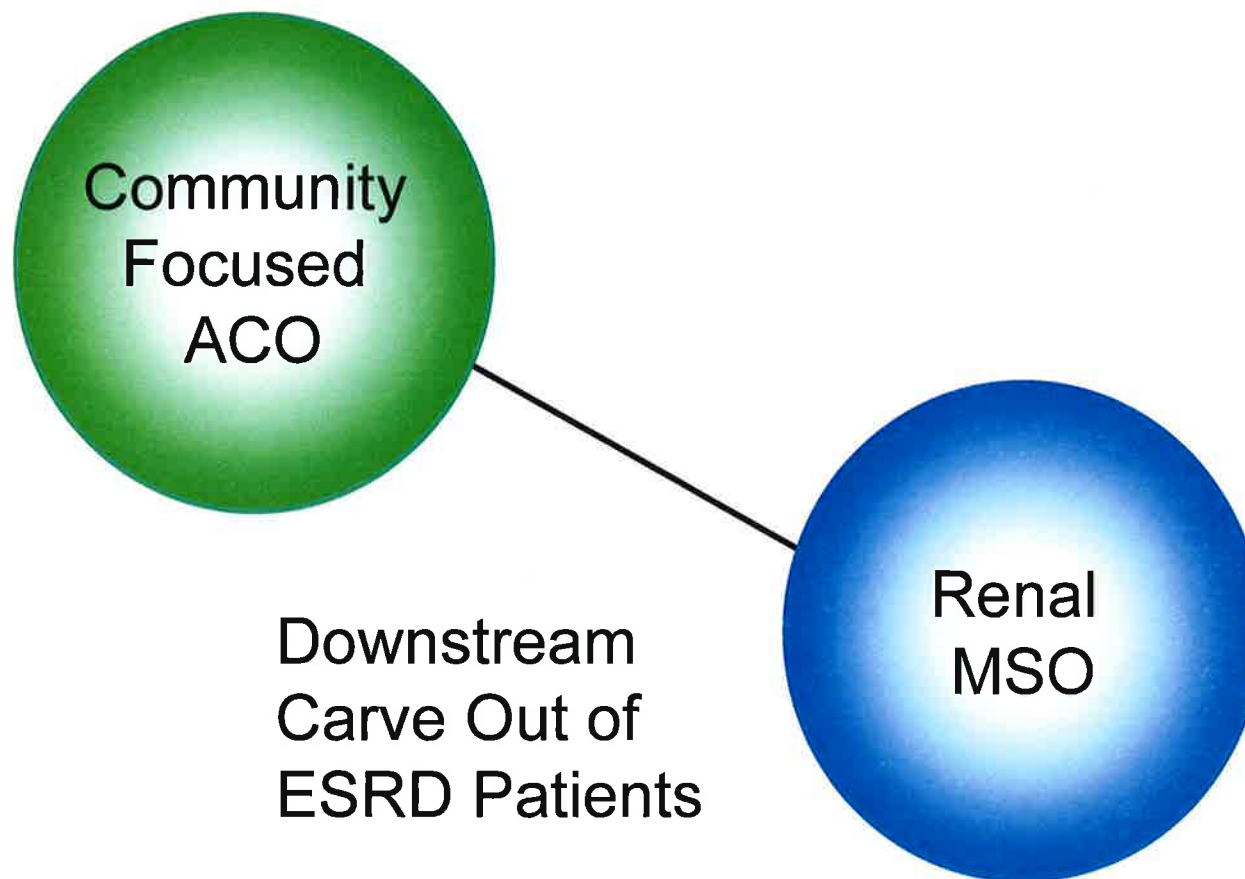 Community
Focused
ACO
Renal
MSO
Downstream
Carve Out of
ESRD Patients